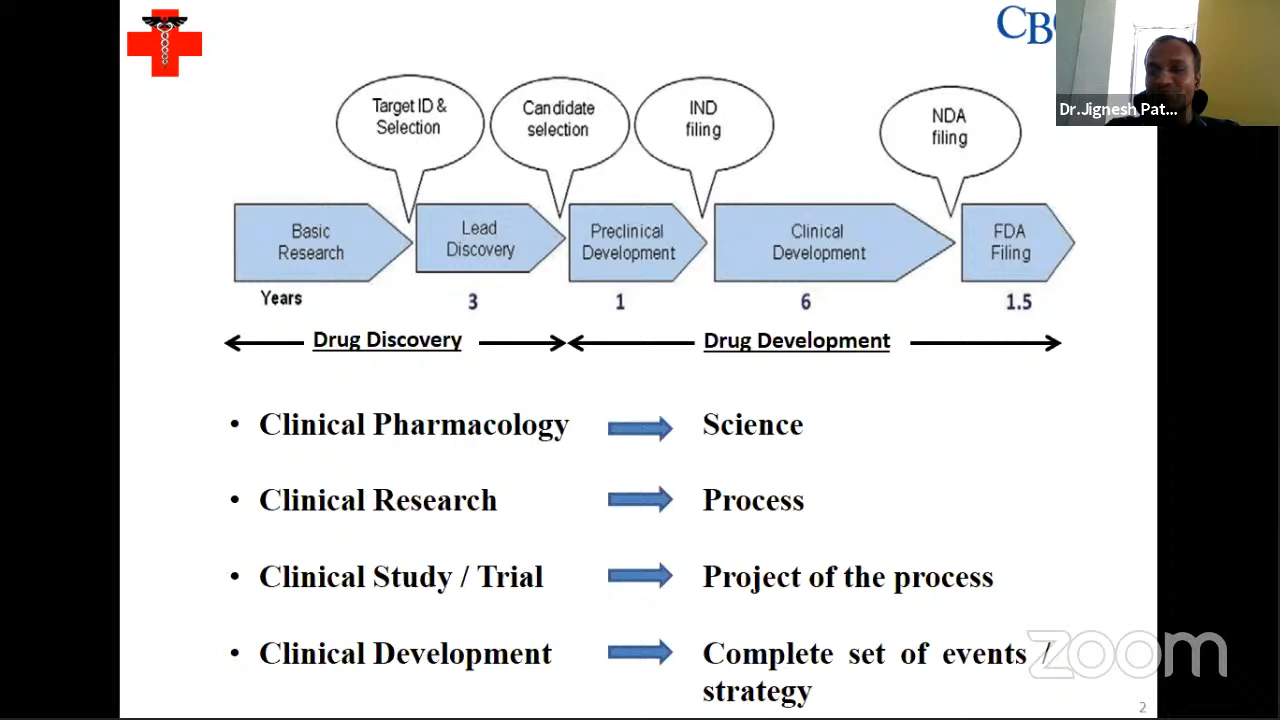 CB
Dr.Jignesh Pat...
Target ID &
Selection
Candidate
selection
IND
filing
NDA
filing
Basic
Research
Lead
Discovery
Preclinical
Development
Clinical
Development
FDA
Filing
Years
3
1
6
1.5
Drug Discovery
Drug Development
• Clinical Pharmacology
Science
• Clinical Research
Process
• Clinical Study / Trial
Project of the process
• Clinical Development
Complete set of events /
strategy
zoom
2